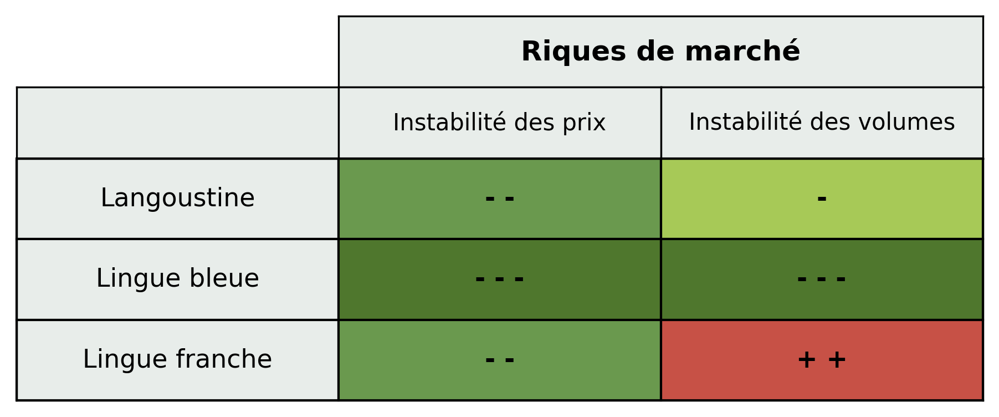 Riques de marché
Instabilité des prix Instabilité des volumes
Langoustine - - -
Lingue bleue - - - - - -
Lingue franche - - + +